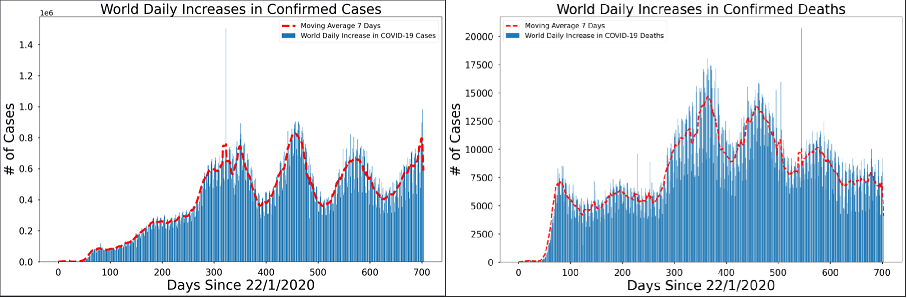 World Daily Increases in Confirmed Cases
1e6
Moving Average 7 Days
World Daily Increase in COVID-19 Cases
# of Cases
1.4
1.2
1.0
0.8
0.6
0.4
0.2
0.0
0 100 200 300 400 500 600 700
Days Since 22/1/2020
World Daily Increases in Confirmed Deaths
Moving Average 7 Days
World Daily Increase in COVID-19 Deaths
# of Cases
20000
17500
15000
12500
10000
7500
5000
2500
0
0 100 200 300 400 500 600 700
Days Since 22/1/2020